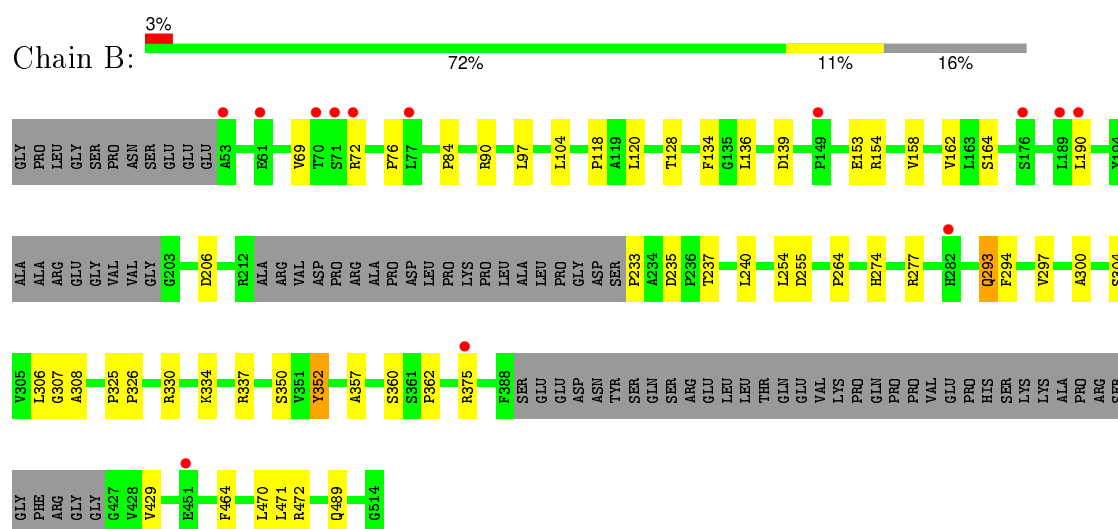 3%
Chain B:
72% 11% 16%
GLY PRO LEU GLY SER PRO ASN SER GLU GLU GLU A53 E61 V69 T70 S71 R72 P76 L77 P84 R90 L97 L104 P118 A119 L120 T128 F134 G135 L136 D139 P149 E153 R154 V158 V162 L163 S164 S176 L189 L190
ALA ALA ARG GLU GLY VAL VAL GLY G203 D206 R212 ALA ARG VAL ASP PRO ARG ALA PRO ASP LEU PRO LYS PRO LEU ALA LEU PRO GLY ASP SER P233 A234 D235 P236 T237 L240 L254 D255 P264 H274 R277 H282 Q293 F294 V297 A300
V305 L306 G307 A308 P325 P326 R330 K334 R337 S350 V351 Y352 A357 S360 S361 P362 R375 F388 SER GLU GLU ASP ASN TYR SER GLN SER ARG GLU LEU LEU THR GLN GLU VAL LYS PRO GLN PRO PRO VAL GLU PRO HIS SER LYS LYS ALA PRO ARG
GLY PHE ARG GLY GLY G427 V428 V429 E451 F464 L470 L471 R472 Q489 G514